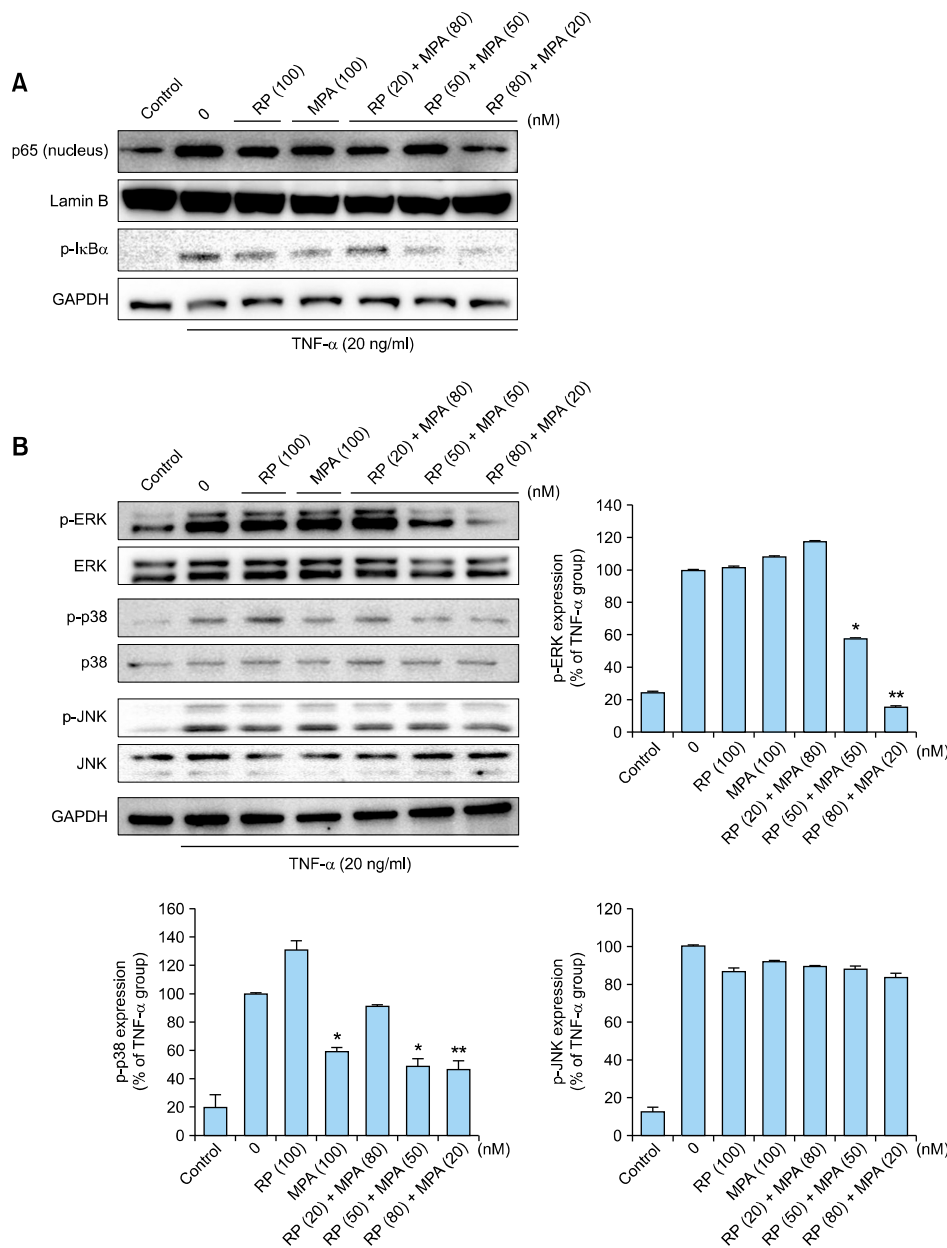 A
Control
0
RP (100)
MPA (100)
RP (20) + MPA (80)
RP (50) + MPA (50)
RP (80) + MPA (20)
(nM)
p65 (nucleus)
Lamin B
p-IκBα
GAPDH
TNF-α (20 ng/ml)
B
Control
0
RP (100)
MPA (100)
RP (20) + MPA (80)
RP (50) + MPA (50)
RP (80) + MPA (20)
(nM)
p-ERK
ERK
p-p38
p38
p-JNK
JNK
GAPDH
TNF-α (20 ng/ml)
p-ERK expression
(% of TNF-α group)
140
120
100
80
60
40
20
0
*
**
Control
0
RP (100)
MPA (100)
RP (20) + MPA (80)
RP (50) + MPA (50)
RP (80) + MPA (20)
(nM)
p-p38 expression
(% of TNF-α group)
160
140
120
100
80
60
40
20
0
*
*
**
Control
0
RP (100)
MPA (100)
RP (20) + MPA (80)
RP (50) + MPA (50)
RP (80) + MPA (20)
(nM)
p-JNK expression
(% of TNF-α group)
120
100
80
60
40
20
0
Control
0
RP (100)
MPA (100)
RP (20) + MPA (80)
RP (50) + MPA (50)
RP (80) + MPA (20)
(nM)